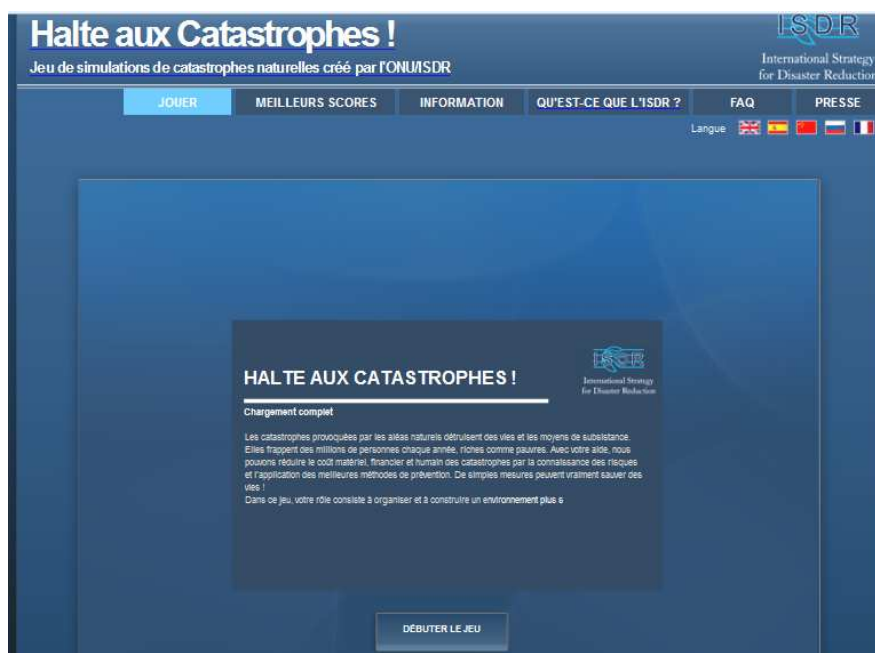 Halte aux Catastrophes !
Jeu de simulations de catastrophes naturelles créé par l'ONU/ISDR
ISDR
International Strategy
for Disaster Reduction
JOUER MEILLEURS SCORES INFORMATION QU'EST-CE QUE L'ISDR ? FAQ PRESSE
Langue
HALTE AUX CATASTROPHES !
ISDR
International Strategy
for Disaster Reduction
Chargement complet
Les catastrophes provoquées par les aléas naturels détruisent des vies et les moyens de subsistance.
Elles frappent des millions de personnes chaque année, riches comme pauvres. Avec votre aide, nous
pouvons réduire le coût matériel, financier et humain des catastrophes par la connaissance des risques
et l'application des meilleures méthodes de prévention. De simples mesures peuvent vraiment sauver des
vies !
Dans ce jeu, votre rôle consiste à organiser et à construire un environnement plus s
DÉBUTER LE JEU